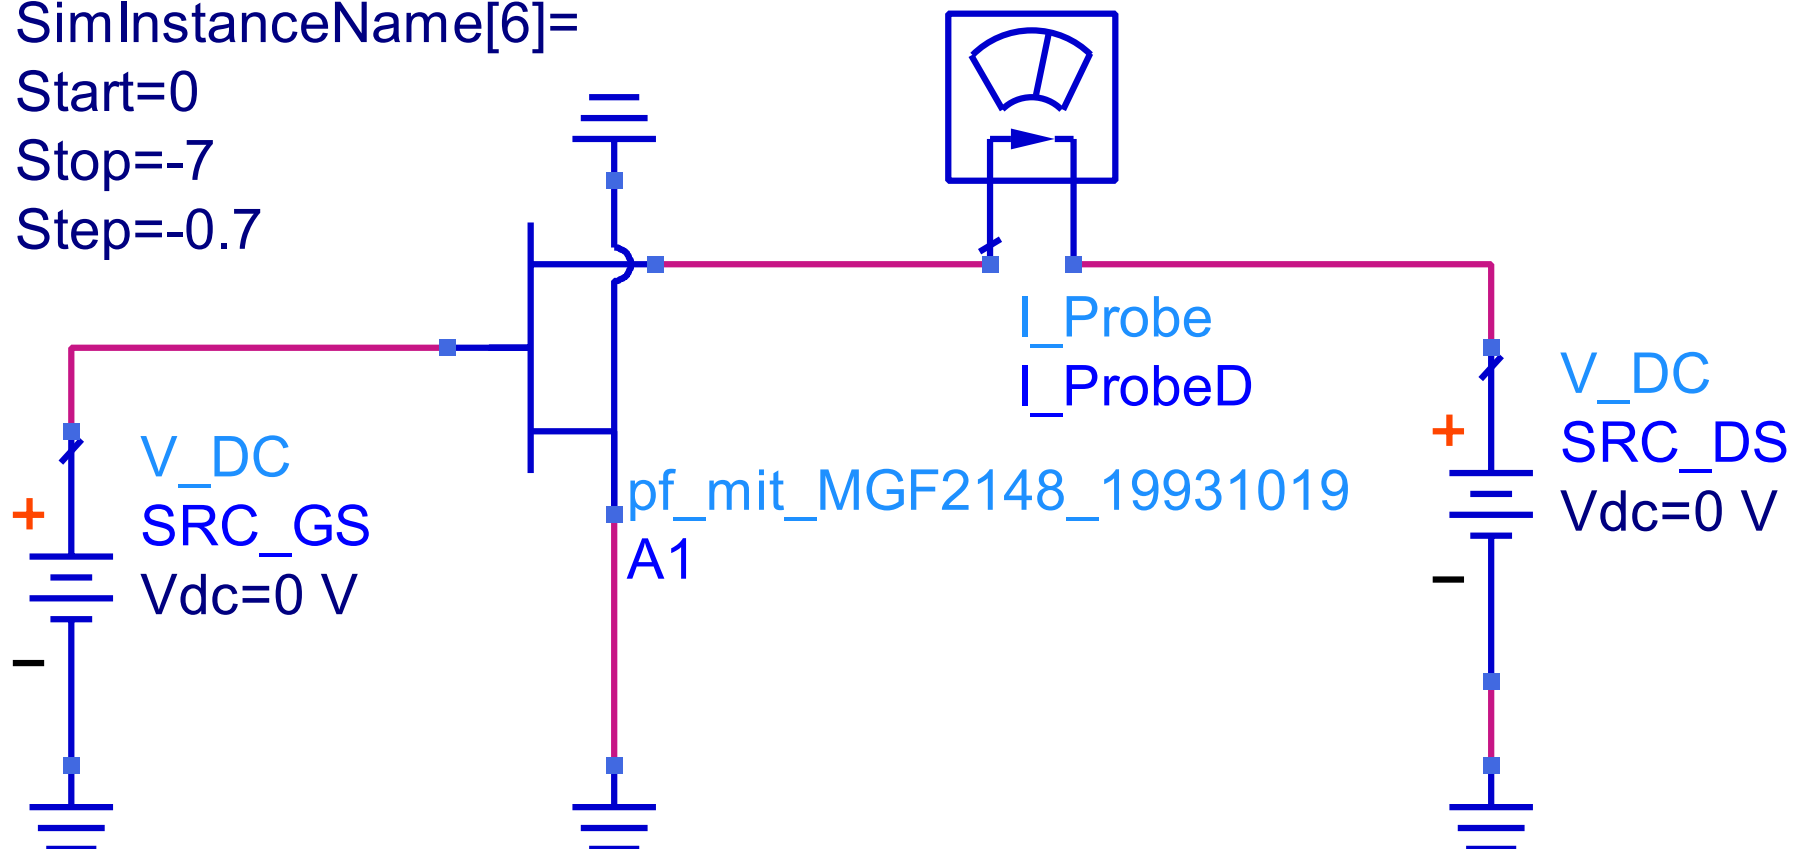 SimInstanceName[6]=
Start=0
Stop=-7
Step=-0.7
I_Probe
I_ProbeD
V_DC
SRC_DS
Vdc=0 V
+
−
V_DC
SRC_GS
Vdc=0 V
+
−
pf_mit_MGF2148_19931019
A1